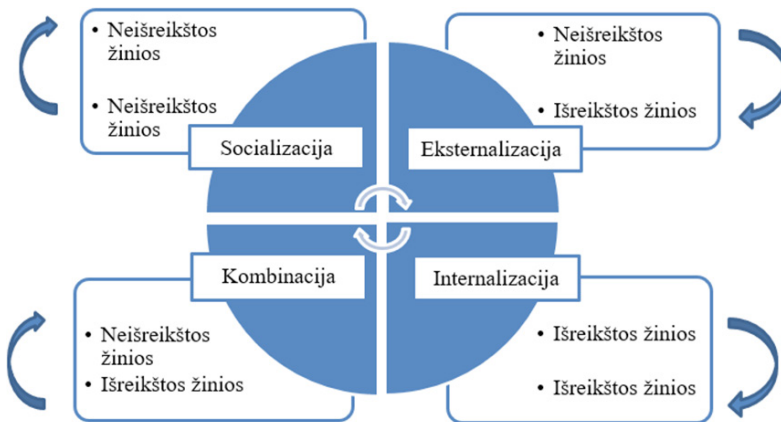 • Neišreikštos
žinios
• Neišreikštos
žinios
Socializacija
• Neišreikštos
žinios
• Išreikštos žinios
Eksternalizacija
Kombinacija
• Neišreikštos
žinios
• Išreikštos žinios
Internalizacija
• Išreikštos žinios
• Išreikštos žinios